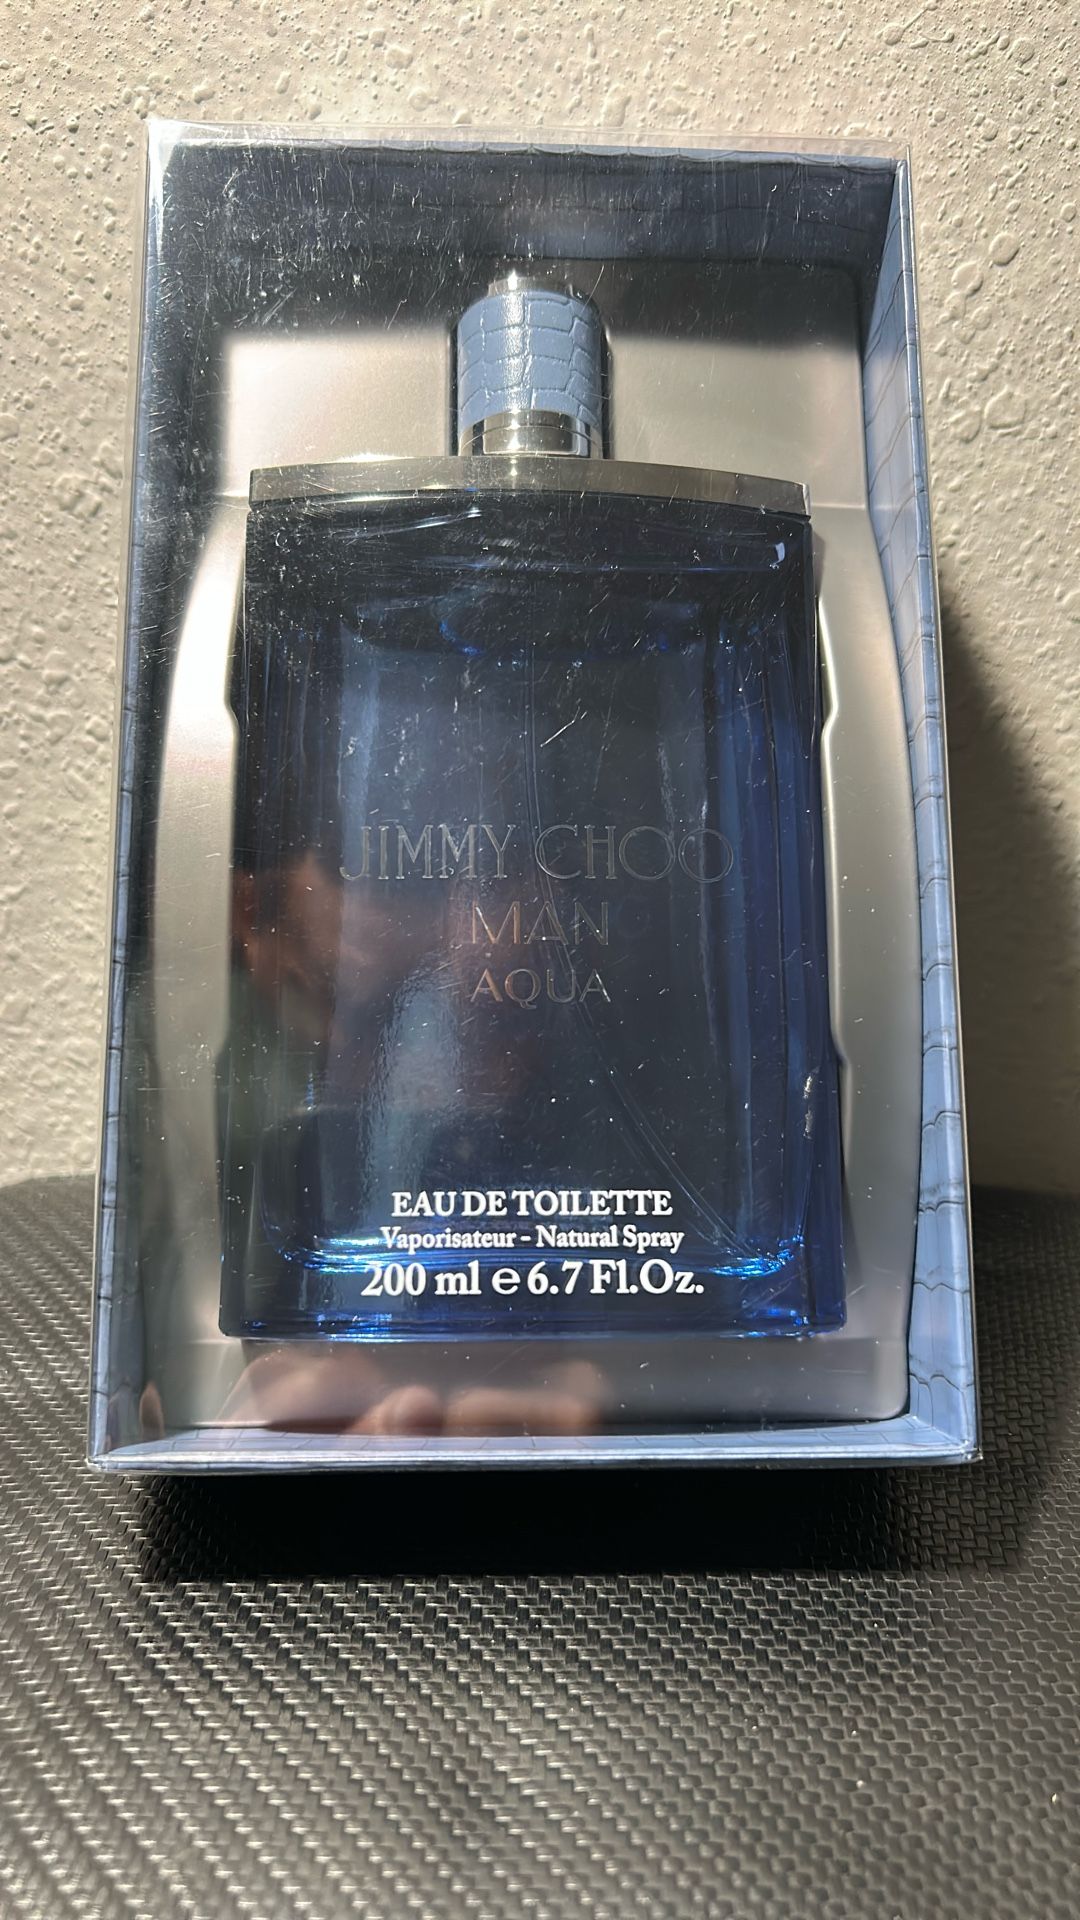 JIMMY CHOO
MAN
AQUA
EAU DE TOILETTE
Vaporisateur - Natural Spray
200 ml e 6.7 Fl.Oz.